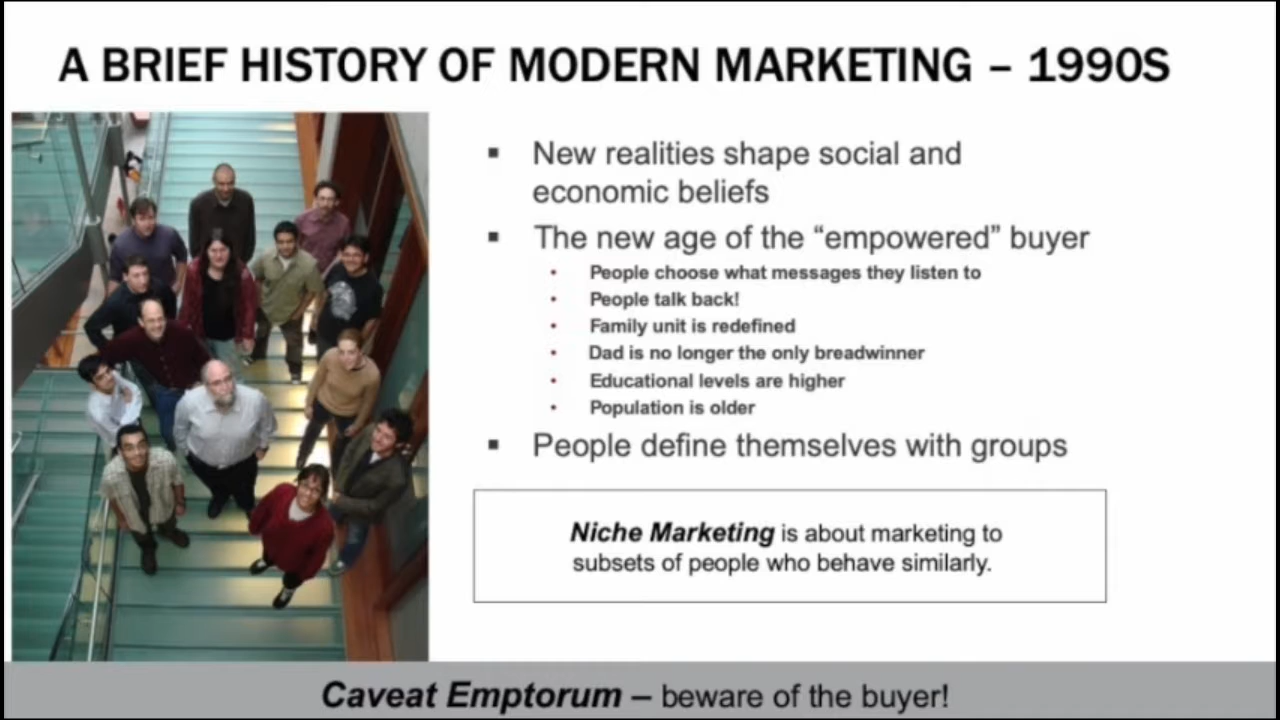 A BRIEF HISTORY OF MODERN MARKETING – 1990S
▪ New realities shape social and
economic beliefs
▪ The new age of the “empowered” buyer
• People choose what messages they listen to
• People talk back!
• Family unit is redefined
• Dad is no longer the only breadwinner
• Educational levels are higher
• Population is older
▪ People define themselves with groups
Niche Marketing is about marketing to
subsets of people who behave similarly.
Caveat Emptorum – beware of the buyer!